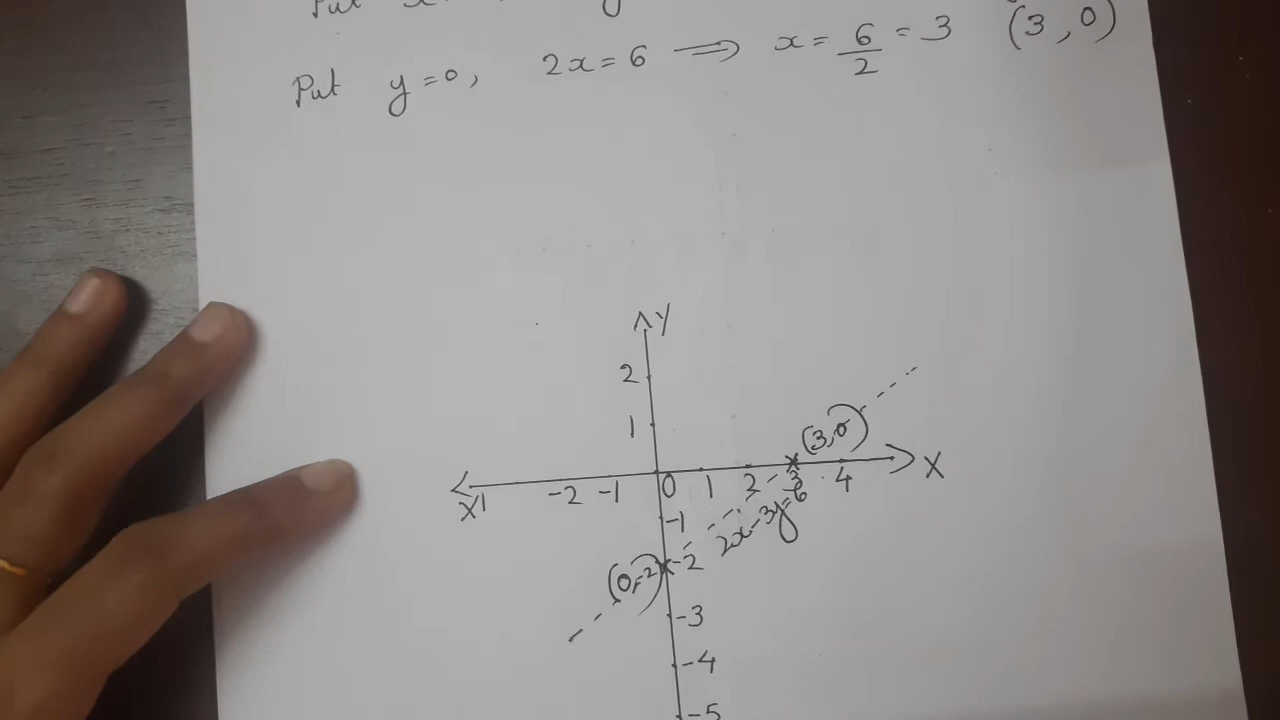 Put
Put y=0, 2x=6 ⟹ x = 6/2 = 3 (3,0)
Y
2
1
(3,0)
X' -2 -1 0 1 2 3 4 X
-1
2x-3y=6
(0,-2) -2
-3
-4
-5